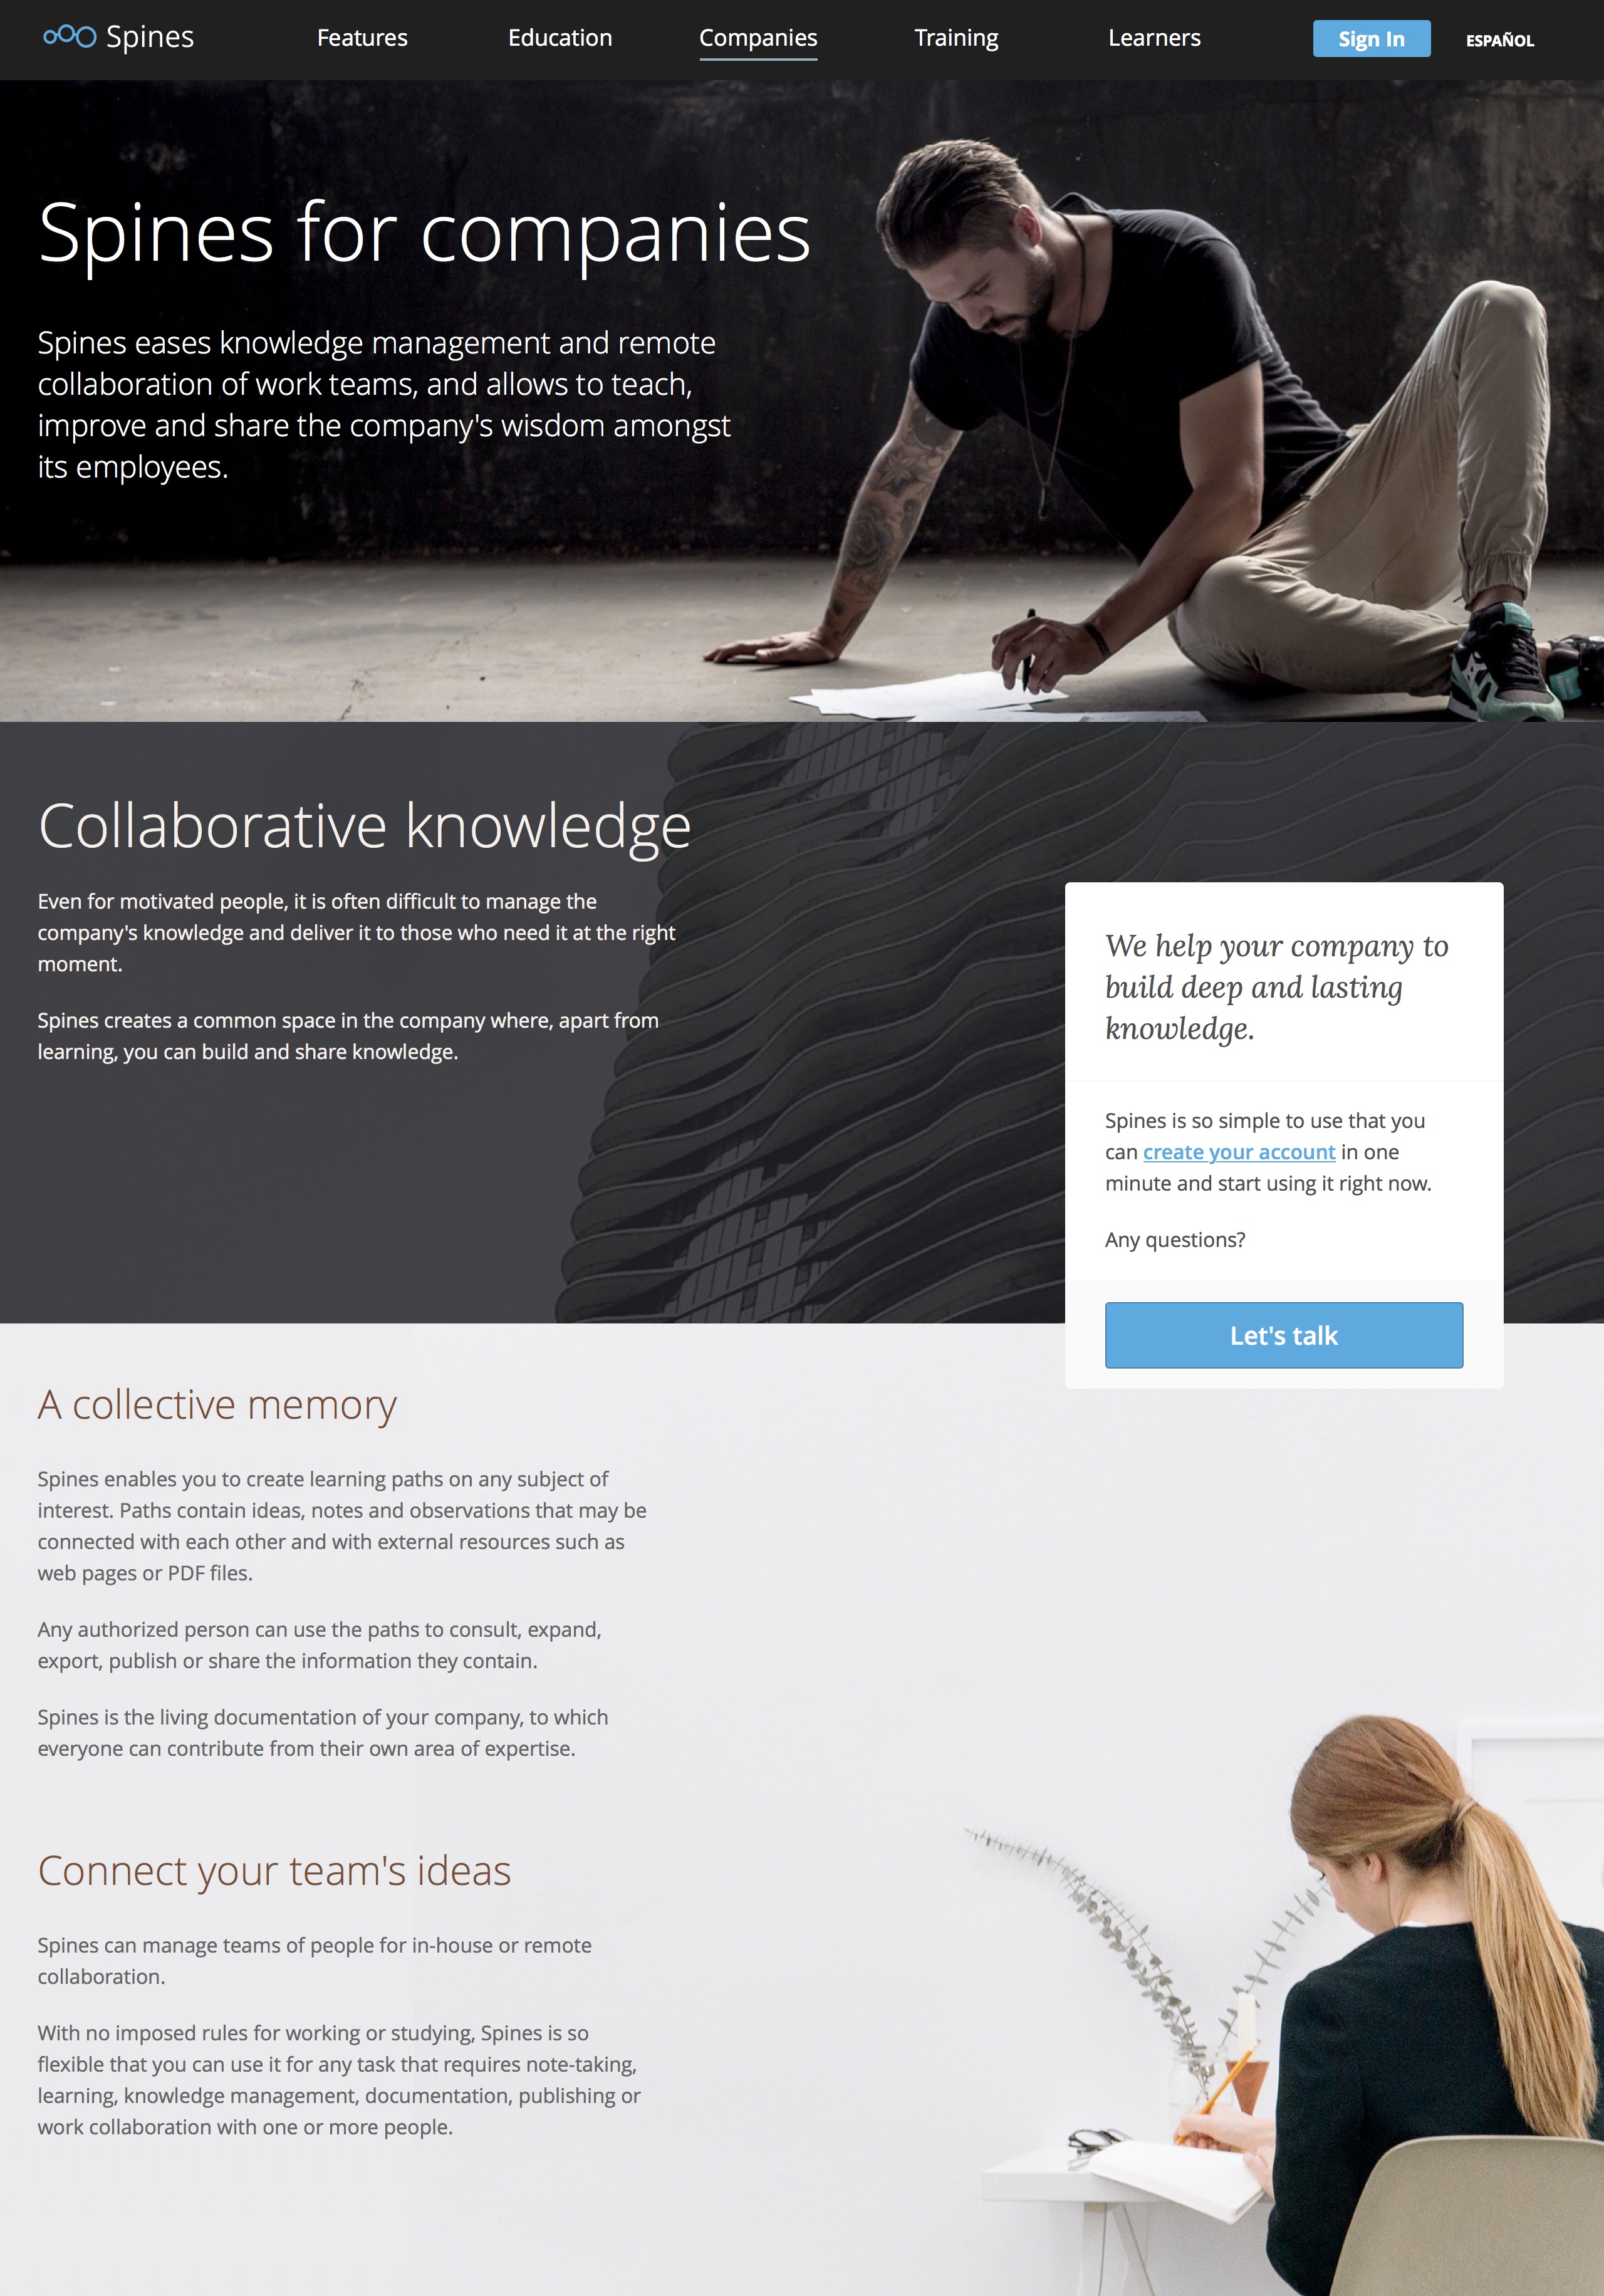 Spines
Features
Education
Companies
Training
Learners
Sign In
ESPAÑOL
Spines for companies
Spines eases knowledge management and remote
collaboration of work teams, and allows to teach,
improve and share the company's wisdom amongst
its employees.
Collaborative knowledge
Even for motivated people, it is often difficult to manage the
company's knowledge and deliver it to those who need it at the right
moment.
Spines creates a common space in the company where, apart from
learning, you can build and share knowledge.
We help your company to
build deep and lasting
knowledge.
Spines is so simple to use that you
can create your account in one
minute and start using it right now.
Any questions?
Let's talk
A collective memory
Spines enables you to create learning paths on any subject of
interest. Paths contain ideas, notes and observations that may be
connected with each other and with external resources such as
web pages or PDF files.
Any authorized person can use the paths to consult, expand,
export, publish or share the information they contain.
Spines is the living documentation of your company, to which
everyone can contribute from their own area of expertise.
Connect your team's ideas
Spines can manage teams of people for in-house or remote
collaboration.
With no imposed rules for working or studying, Spines is so
flexible that you can use it for any task that requires note-taking,
learning, knowledge management, documentation, publishing or
work collaboration with one or more people.